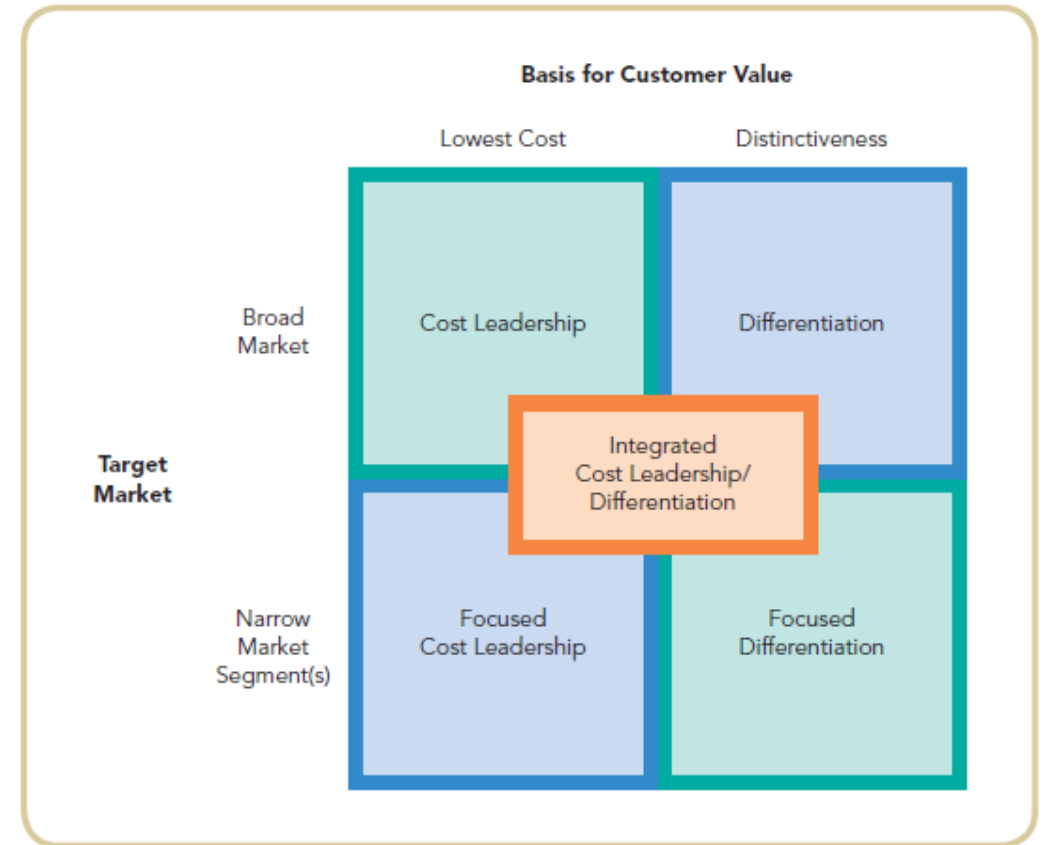 Basis for Customer Value
Lowest Cost
Distinctiveness
Broad
Market
Cost Leadership
Differentiation
Integrated
Cost Leadership/
Differentiation
Target
Market
Narrow
Market
Segment(s)
Focused
Cost Leadership
Focused
Differentiation